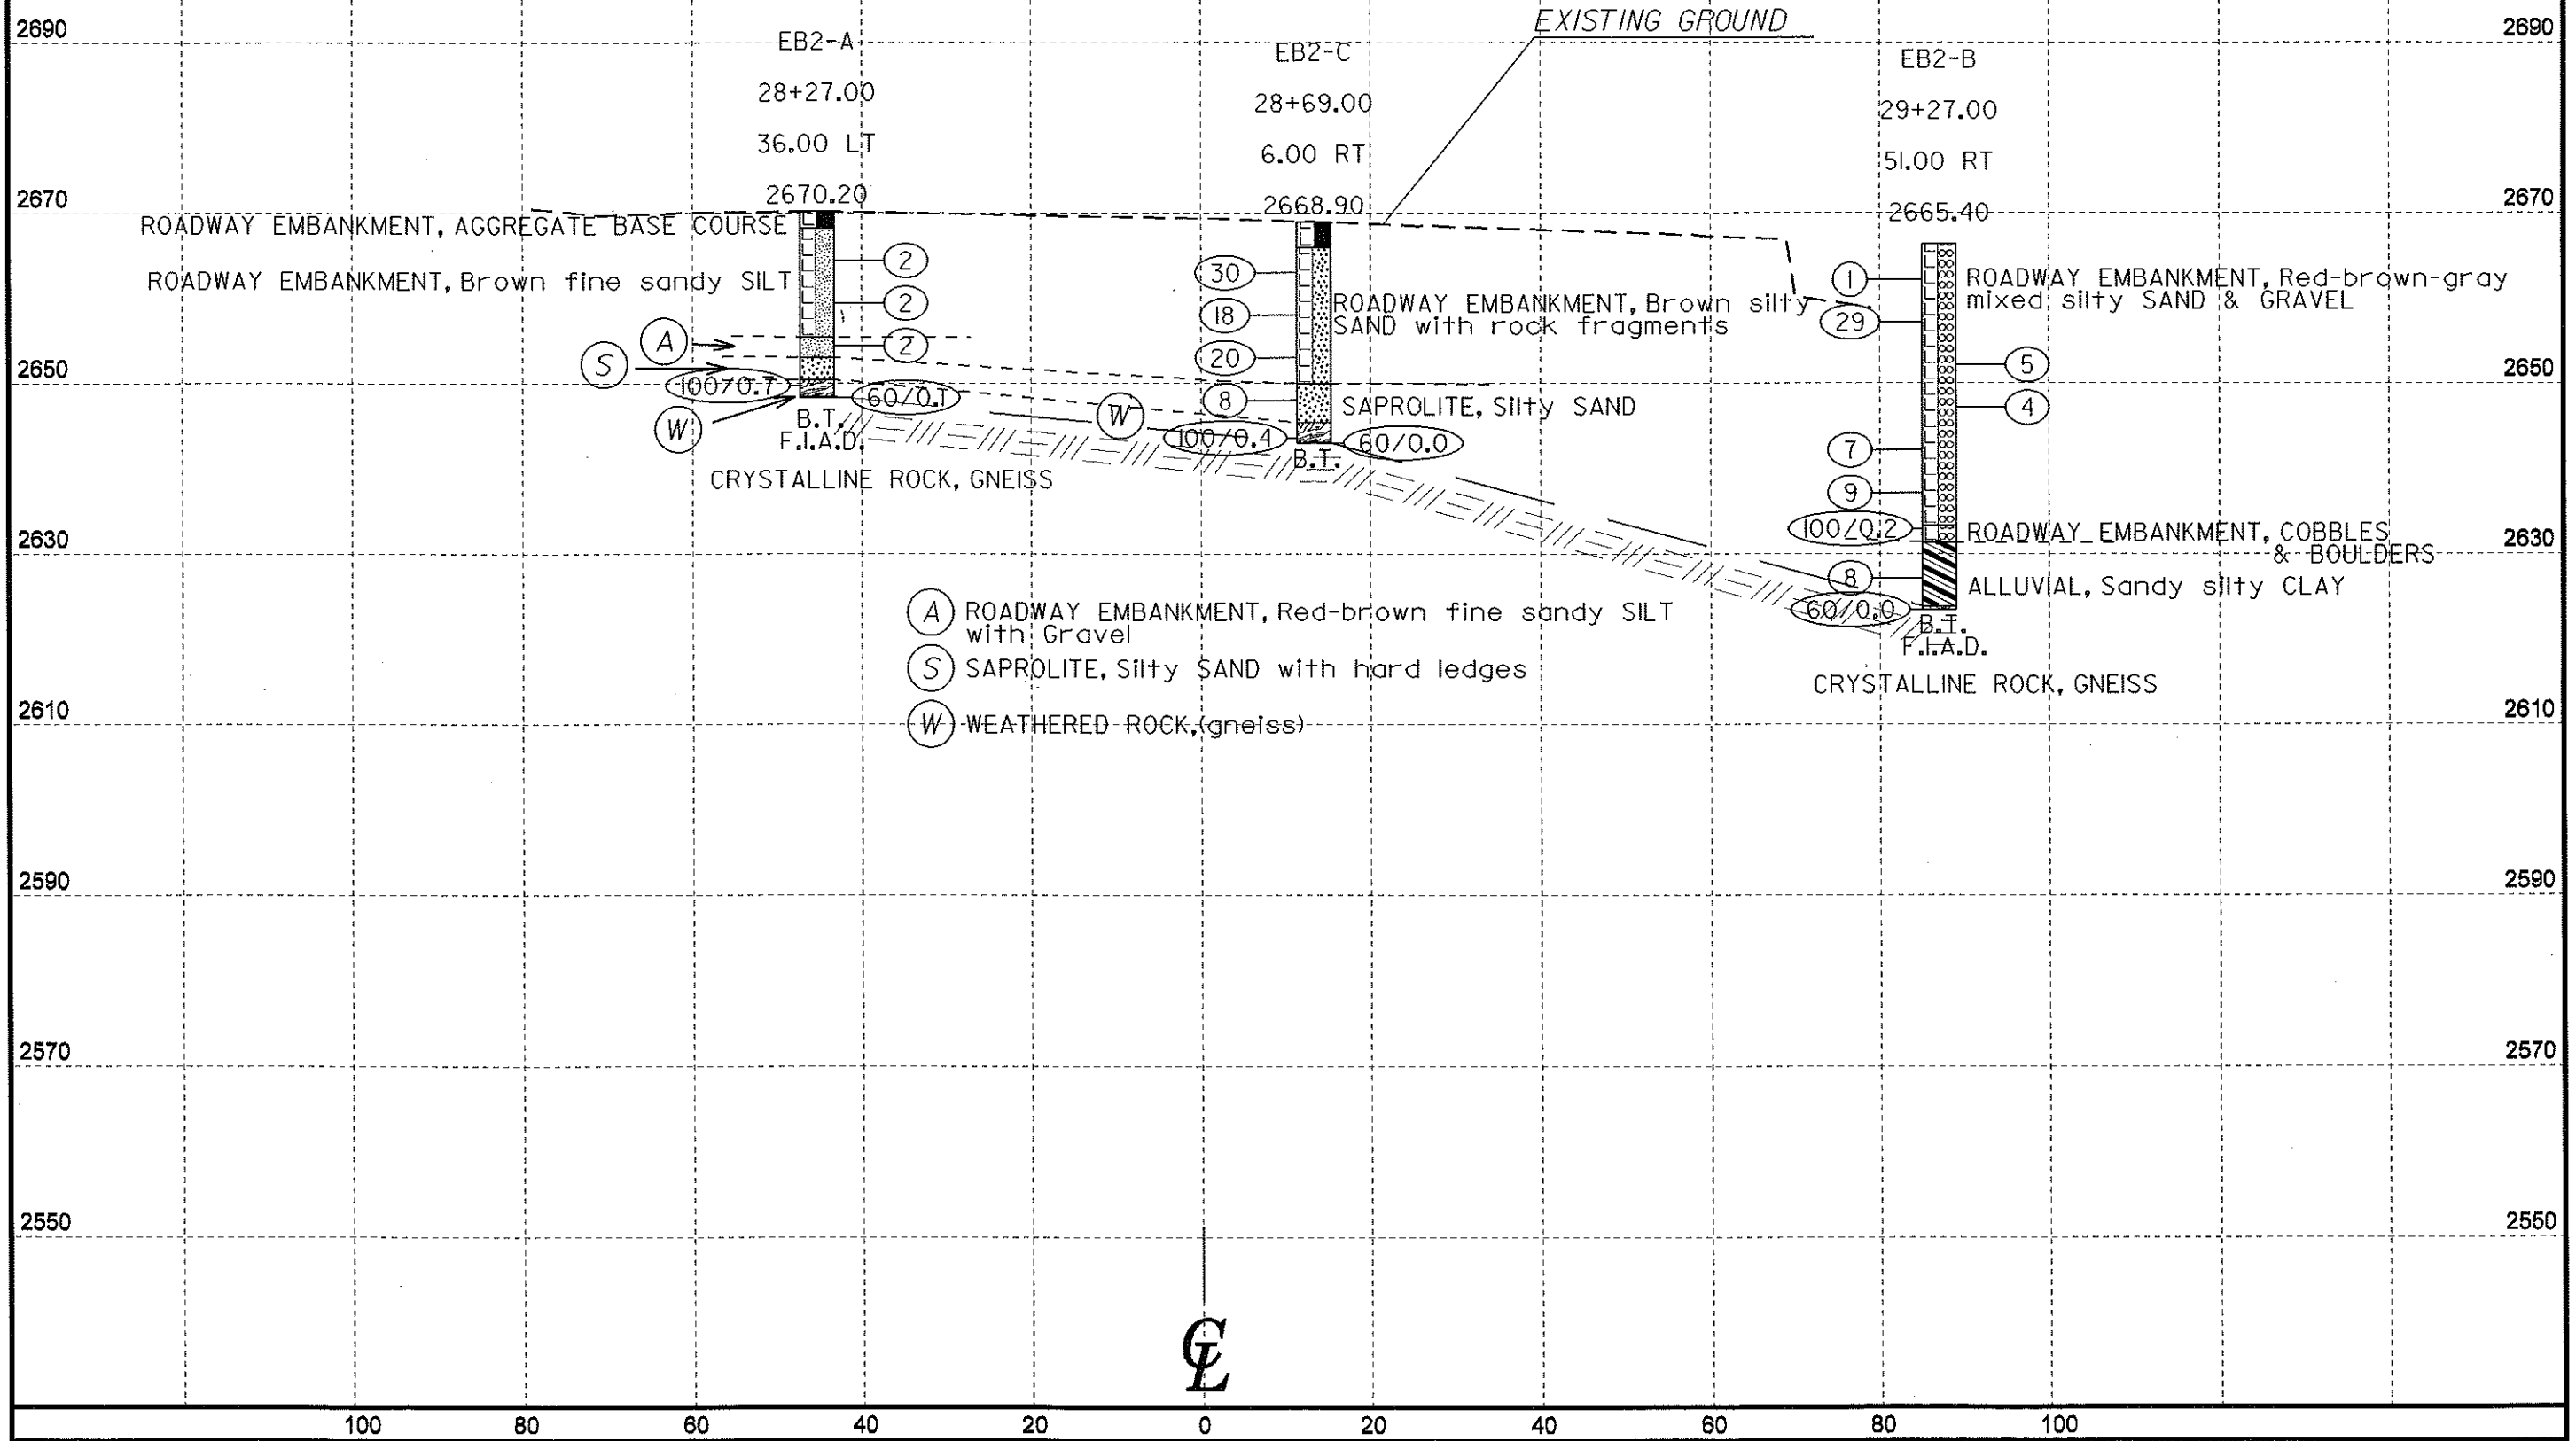 EXISTING GROUND
2690
2690
EB2-A
28+27.00
36.00 LT
2670.20
EB2-C
28+69.00
6.00 RT
2668.90
EB2-B
29+27.00
51.00 RT
2665.40
2670
2670
ROADWAY EMBANKMENT, AGGREGATE BASE COURSE
ROADWAY EMBANKMENT, Brown fine sandy SILT
2
2
2
A
S
100/0.7
60/0.1
W
B.T.
F.I.A.D.
CRYSTALLINE ROCK, GNEISS
30
18
20
8
ROADWAY EMBANKMENT, Brown silty
SAND with rock fragments
SAPROLITE, Silty SAND
W
100/0.4
60/0.0
B.T.
1
29
5
4
7
9
100/0.2
8
60/0.0
ROADWAY EMBANKMENT, Red-brown-gray
mixed silty SAND & GRAVEL
ROADWAY EMBANKMENT, COBBLES
& BOULDERS
ALLUVIAL, Sandy silty CLAY
B.T.
F.I.A.D.
CRYSTALLINE ROCK, GNEISS
2650
2650
2630
2630
A ROADWAY EMBANKMENT, Red-brown fine sandy SILT
with Gravel
S SAPROLITE, Silty SAND with hard ledges
W WEATHERED ROCK,(gneiss)
2610
2610
2590
2590
2570
2570
2550
2550
CL
100 80 60 40 20 0 20 40 60 80 100